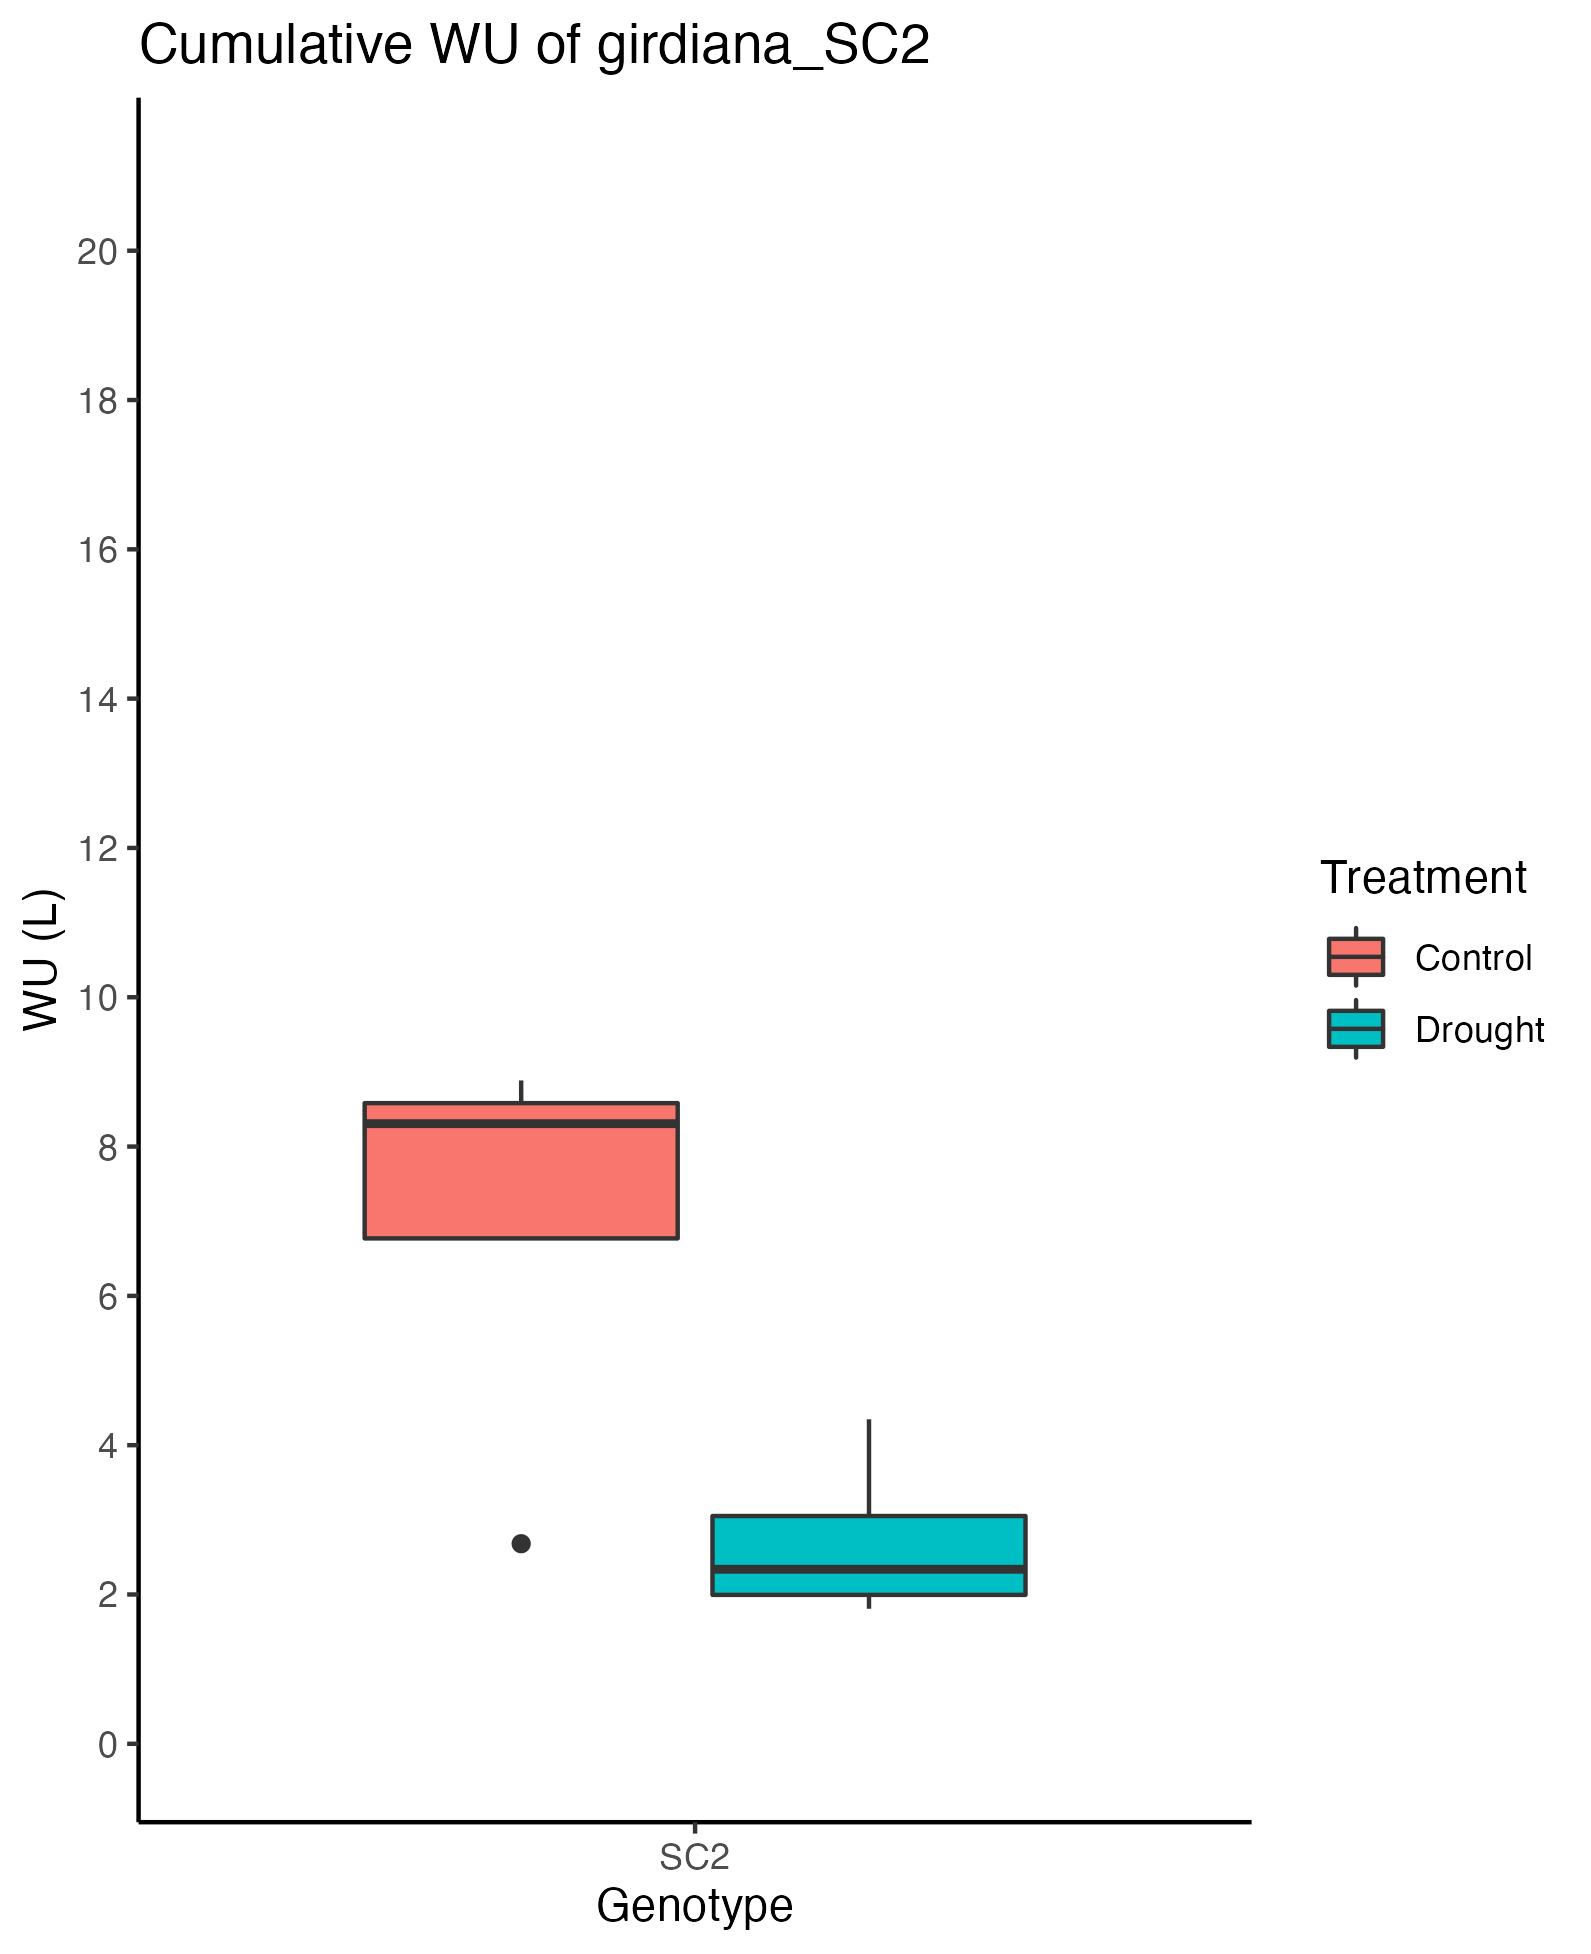 Cumulative WU of girdiana_SC2
20
18
16
14
12
10
8
6
4
2
0
WU (L)
SC2
Genotype
Treatment
Control
Drought